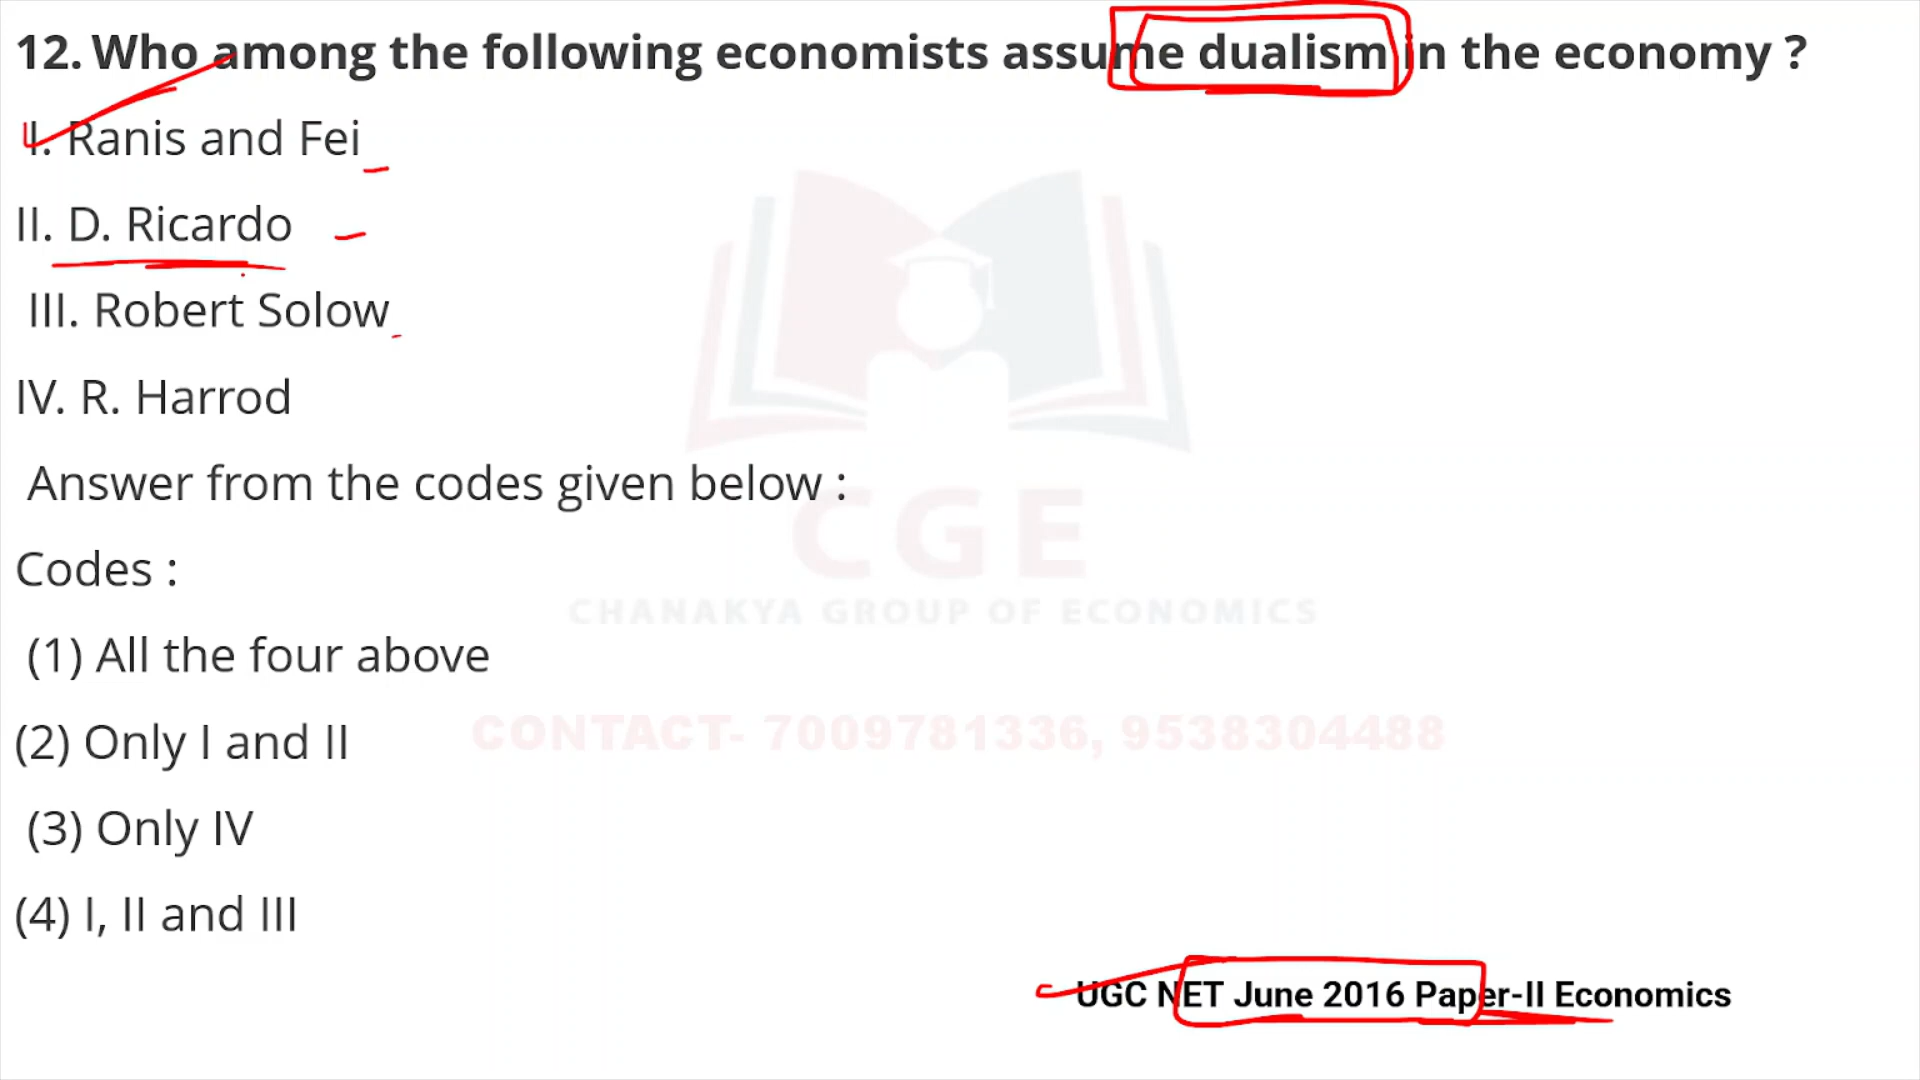 12. Who among the following economists assume dualism in the economy ?
I. Ranis and Fei
II. D. Ricardo
III. Robert Solow
IV. R. Harrod
Answer from the codes given below :
CGE
Codes :
CHANAKYA GROUP OF ECONOMICS
(1) All the four above
(2) Only I and II
CONTACT- 7009781336, 9538304488
(3) Only IV
(4) I, II and III
UGC NET June 2016 Paper-II Economics